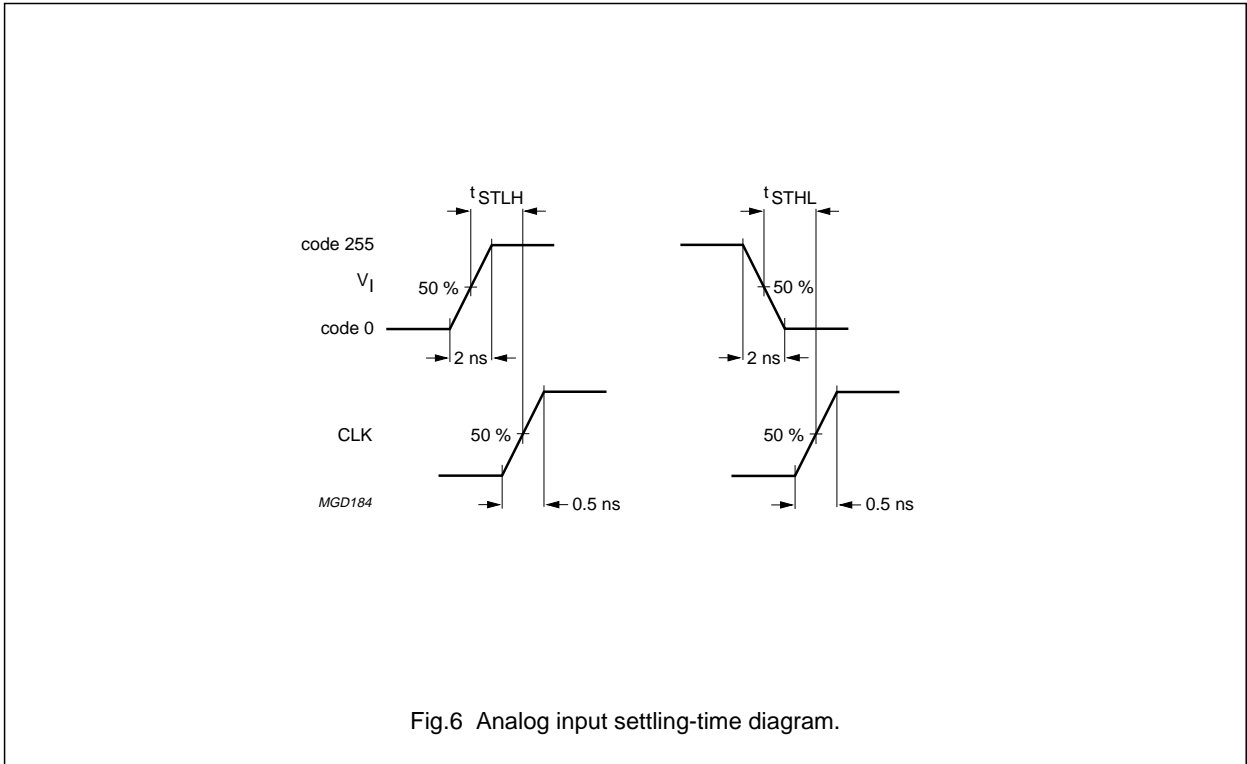 t STLH
t STHL
code 255
VI
50 %
50 %
code 0
2 ns
2 ns
CLK
50 %
50 %
MGD184
0.5 ns
0.5 ns
Fig.6 Analog input settling-time diagram.